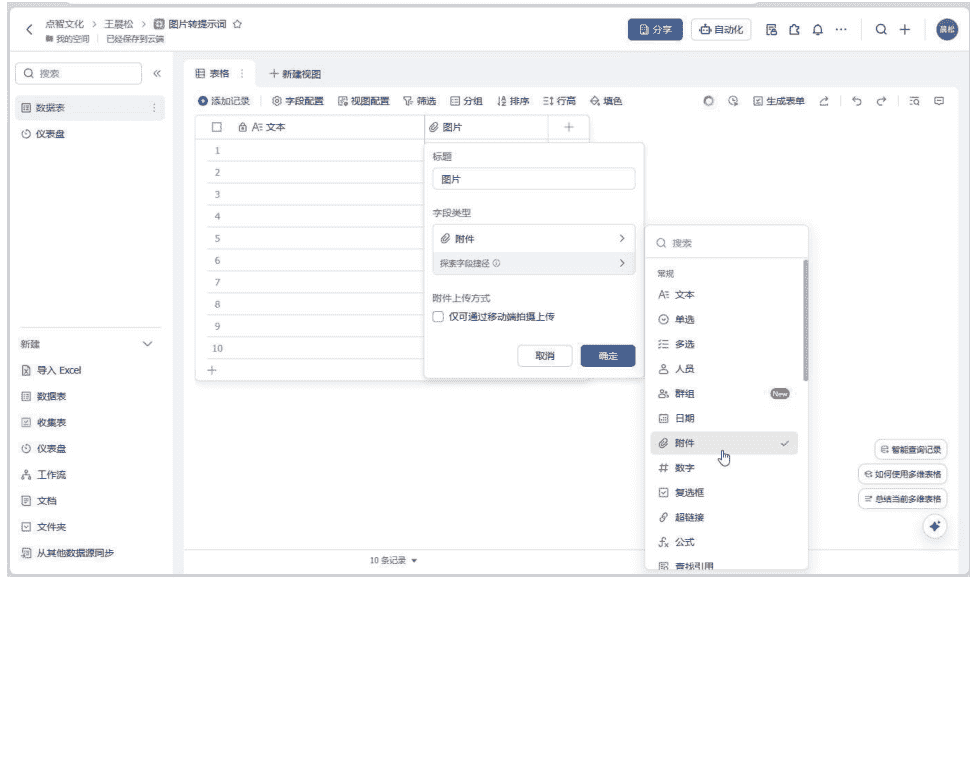 点智文化 > 王晨松 > 图片转提示词
我的空间 | 已经保存到云端
分享
自动化
晨松
搜索
数据表
仪表盘
新建
导入 Excel
数据表
收集表
仪表盘
工作流
文档
文件夹
从其他数据源同步
表格
新建视图
添加记录 字段配置 视图配置 筛选 分组 排序 行高 填色 生成表单
文本 图片
1
2
3
4
5
6
7
8
9
10
标题
图片
字段类型
附件
探索字段捷径
附件上传方式
仅可通过移动端拍摄上传
取消 确定
搜索
常规
文本
单选
多选
人员
群组 New
日期
附件
数字
复选框
超链接
公式
查找引用
智能查询记录
如何使用多维表格
总结当前多维表格
10 条记录